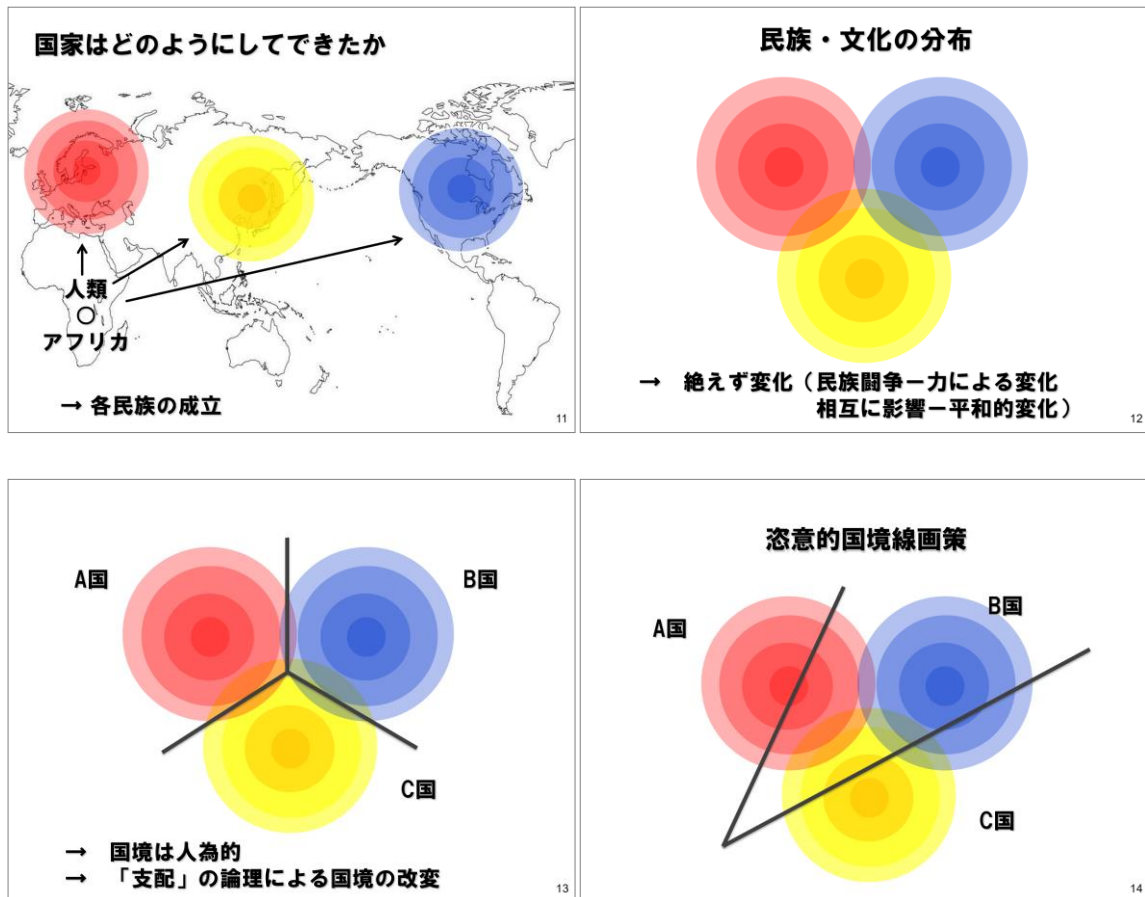 国家はどのようにしてできたか
人類
アフリカ
→ 各民族の成立
11
民族・文化の分布
→ 絶えず変化（民族闘争－力による変化
相互に影響－平和的変化）
12
A国
B国
C国
→ 国境は人為的
→ 「支配」の論理による国境の改変
13
恣意的国境線画策
A国
B国
C国
14